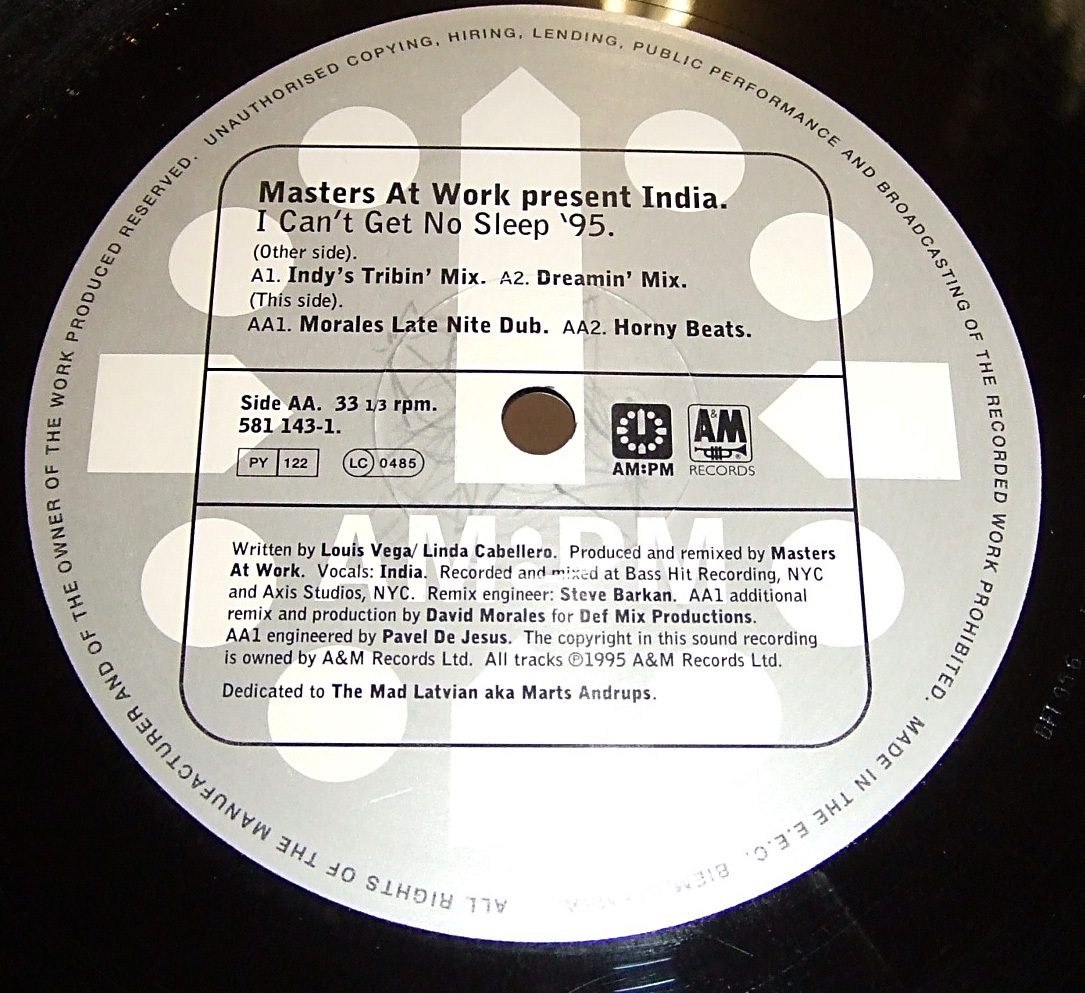 Masters At Work present India.
I Can't Get No Sleep '95.
(Other side).
A1. Indy's Tribin' Mix. A2. Dreamin' Mix.
(This side).
AA1. Morales Late Nite Dub. AA2. Horny Beats.
Side AA. 33 1/3 rpm.
581 143-1.
PY 122 LC 0485
AM:PM
A&M
RECORDS
AM:PM
Written by Louis Vega/ Linda Cabellero. Produced and remixed by Masters
At Work. Vocals: India. Recorded and mixed at Bass Hit Recording, NYC
and Axis Studios, NYC. Remix engineer: Steve Barkan. AA1 additional
remix and production by David Morales for Def Mix Productions.
AA1 engineered by Pavel De Jesus. The copyright in this sound recording
is owned by A&M Records Ltd. All tracks ℗1995 A&M Records Ltd.
Dedicated to The Mad Latvian aka Marts Andrups.
ALL RIGHTS OF THE MANUFACTURER AND OF THE OWNER OF THE WORK PRODUCED RESERVED. UNAUTHORISED COPYING, HIRING, LENDING, PUBLIC PERFORMANCE AND BROADCASTING OF THE RECORDED WORK PROHIBITED. MADE IN THE E.E.C. BIEM